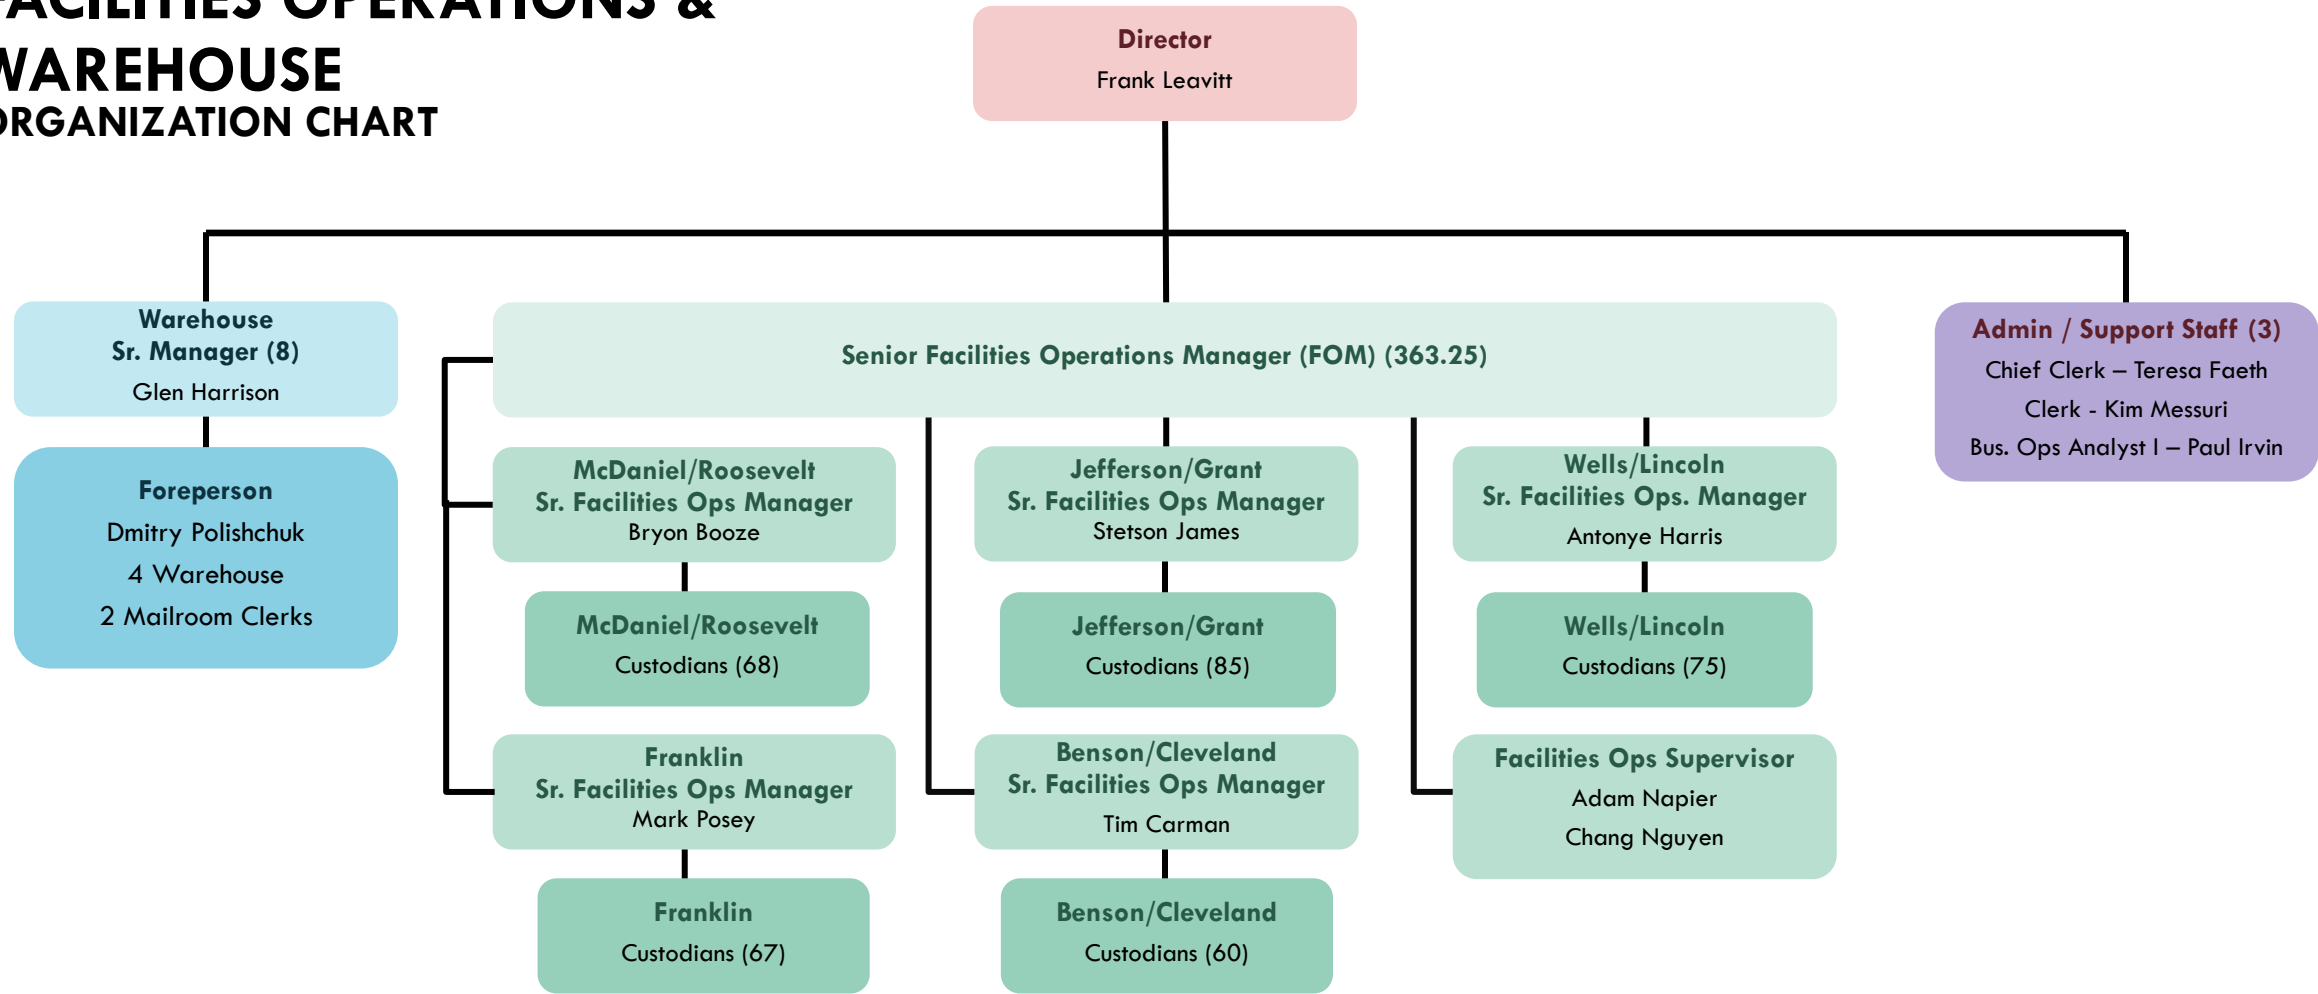 FACILITIES OPERATIONS &
WAREHOUSE
ORGANIZATION CHART
Director
Frank Leavitt
Warehouse
Sr. Manager (8)
Glen Harrison
Foreperson
Dmitry Polishchuk
4 Warehouse
2 Mailroom Clerks
Senior Facilities Operations Manager (FOM) (363.25)
McDaniel/Roosevelt
Sr. Facilities Ops Manager
Bryon Booze
McDaniel/Roosevelt
Custodians (68)
Franklin
Sr. Facilities Ops Manager
Mark Posey
Franklin
Custodians (67)
Jefferson/Grant
Sr. Facilities Ops Manager
Stetson James
Jefferson/Grant
Custodians (85)
Benson/Cleveland
Sr. Facilities Ops Manager
Tim Carman
Benson/Cleveland
Custodians (60)
Wells/Lincoln
Sr. Facilities Ops. Manager
Antonye Harris
Wells/Lincoln
Custodians (75)
Facilities Ops Supervisor
Adam Napier
Chang Nguyen
Admin / Support Staff (3)
Chief Clerk – Teresa Faeth
Clerk - Kim Messuri
Bus. Ops Analyst I – Paul Irvin